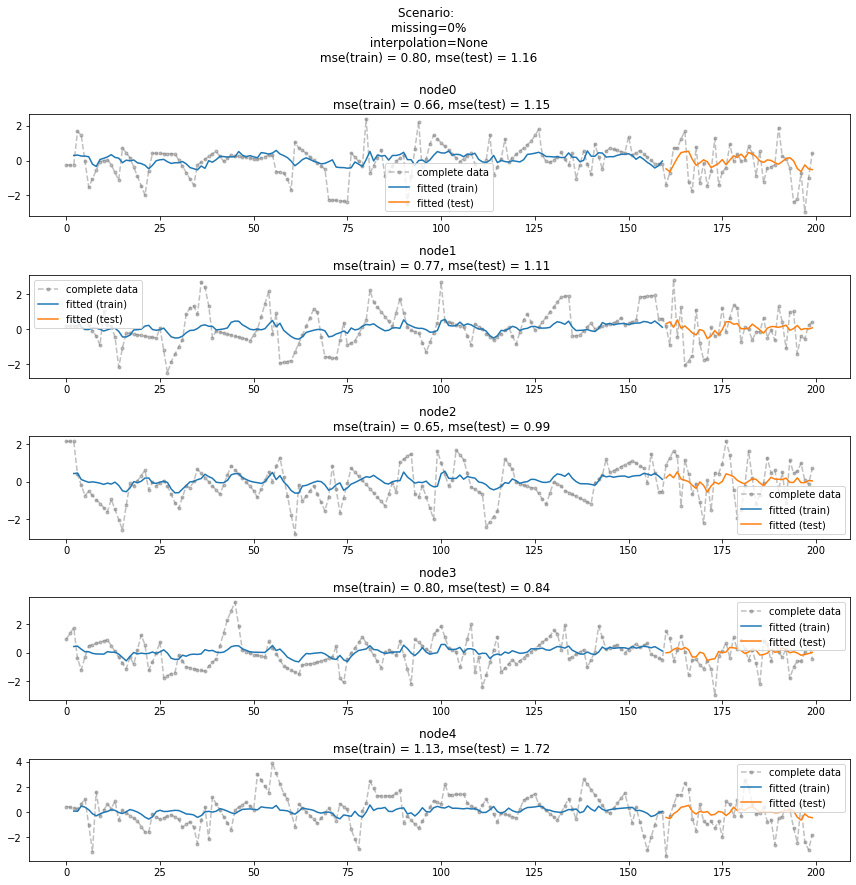 Scenario:
missing=0%
interpolation=None
mse(train) = 0.80, mse(test) = 1.16
node0
mse(train) = 0.66, mse(test) = 1.15
2
0
−2
complete data
fitted (train)
fitted (test)
0 25 50 75 100 125 150 175 200
node1
mse(train) = 0.77, mse(test) = 1.11
2
0
−2
complete data
fitted (train)
fitted (test)
0 25 50 75 100 125 150 175 200
node2
mse(train) = 0.65, mse(test) = 0.99
2
0
−2
complete data
fitted (train)
fitted (test)
0 25 50 75 100 125 150 175 200
node3
mse(train) = 0.80, mse(test) = 0.84
2
0
−2
complete data
fitted (train)
fitted (test)
0 25 50 75 100 125 150 175 200
node4
mse(train) = 1.13, mse(test) = 1.72
4
2
0
−2
complete data
fitted (train)
fitted (test)
0 25 50 75 100 125 150 175 200